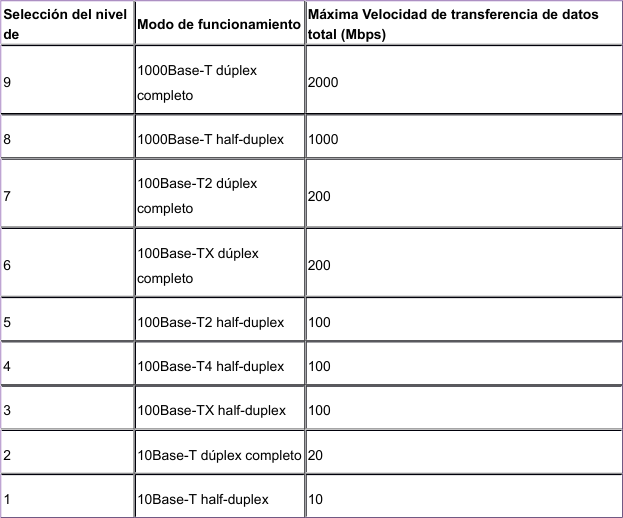 Selección del nivel
de
Modo de funcionamiento
Máxima Velocidad de transferencia de datos
total (Mbps)
9
1000Base-T dúplex
completo
2000
8
1000Base-T half-duplex
1000
7
100Base-T2 dúplex
completo
200
6
100Base-TX dúplex
completo
200
5
100Base-T2 half-duplex
100
4
100Base-T4 half-duplex
100
3
100Base-TX half-duplex
100
2
10Base-T dúplex completo
20
1
10Base-T half-duplex
10